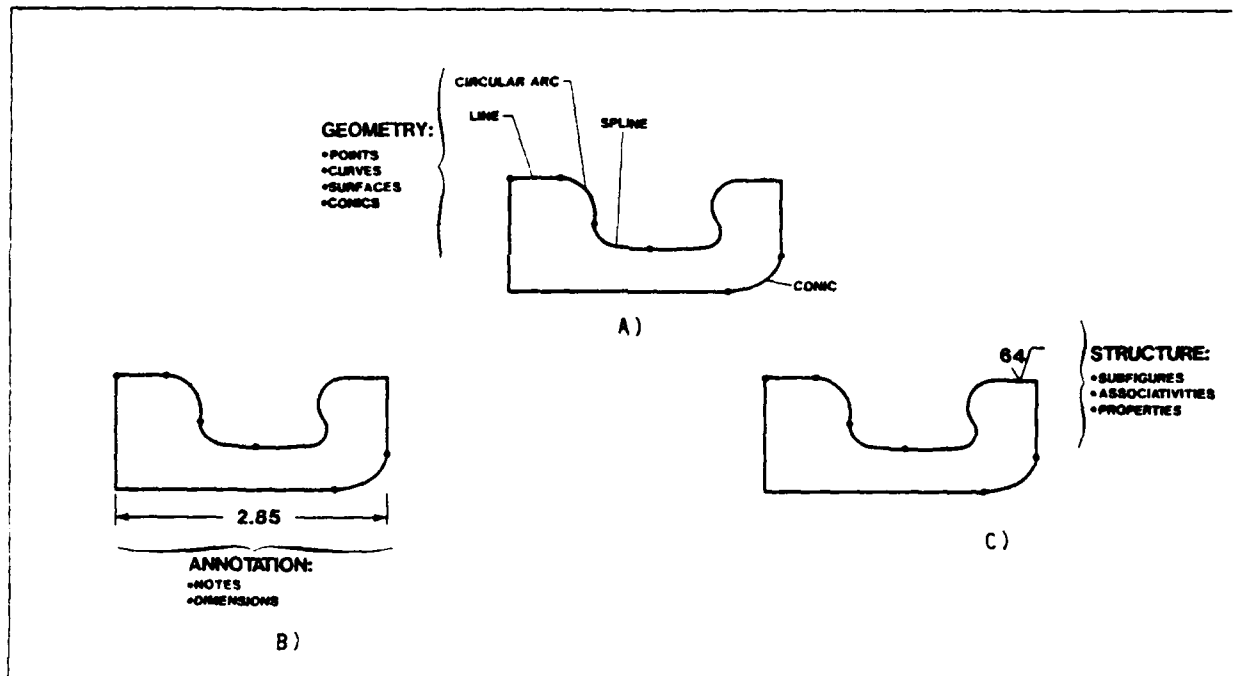 CIRCULAR ARC
LINE
SPLINE
GEOMETRY:
•POINTS
•CURVES
•SURFACES
•CONICS
CONIC
A)
2.85
ANNOTATION:
•NOTES
•DIMENSIONS
B)
64
STRUCTURE:
•SUBFIGURES
•ASSOCIATIVITIES
•PROPERTIES
C)